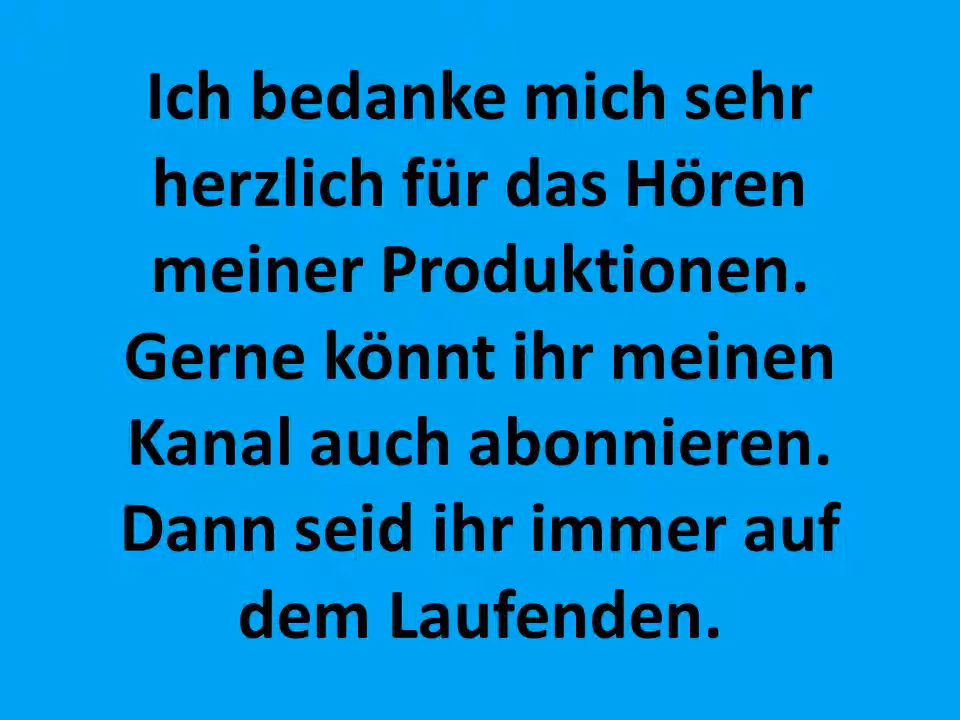 Ich bedanke mich sehr
herzlich für das Hören
meiner Produktionen.
Gerne könnt ihr meinen
Kanal auch abonnieren.
Dann seid ihr immer auf
dem Laufenden.